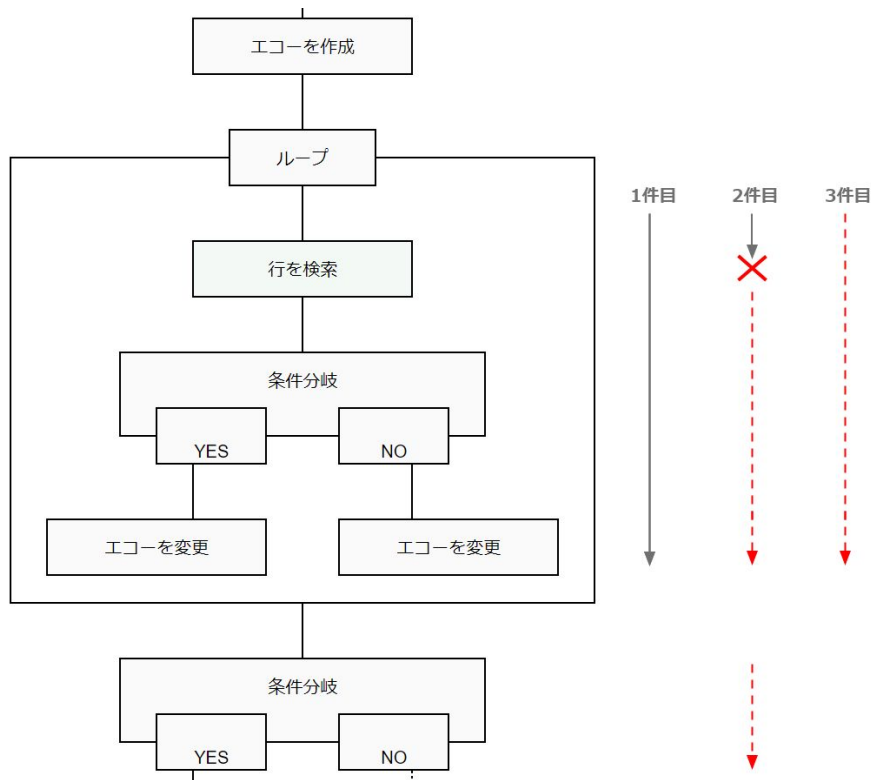 エコーを作成
ループ
1件目 2件目 3件目
行を検索
条件分岐
YES NO
エコーを変更 エコーを変更
条件分岐
YES NO